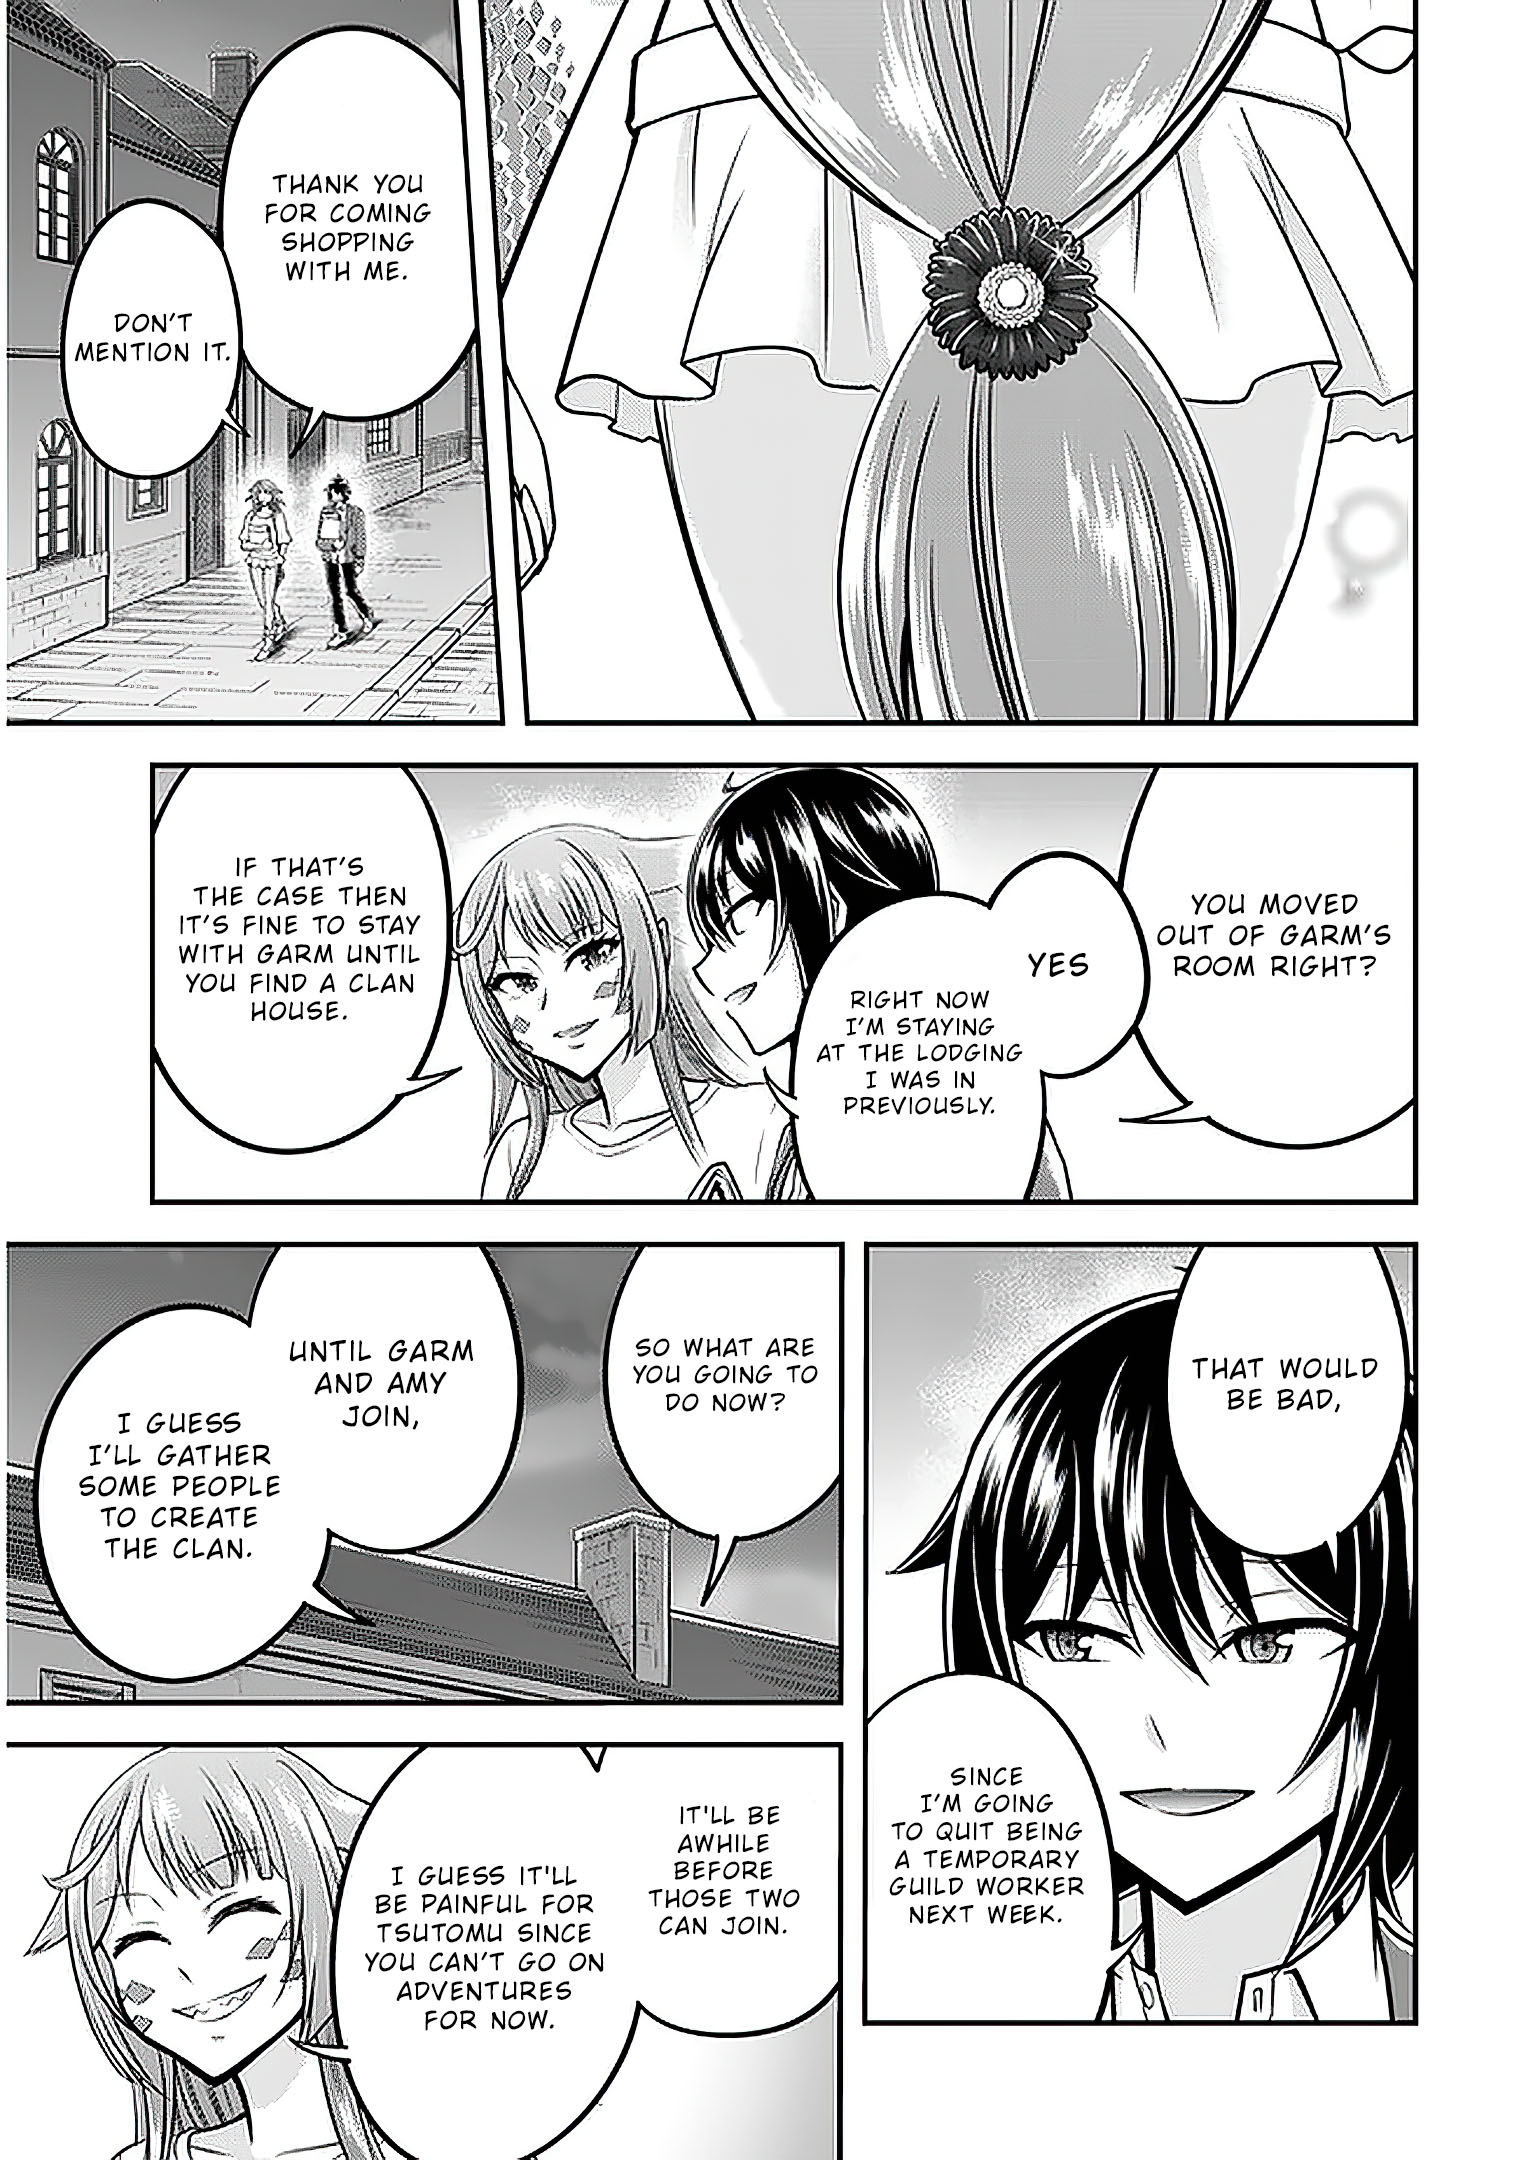 THANK YOU
FOR COMING
SHOPPING
WITH ME.
DON'T
MENTION IT.
YOU MOVED
OUT OF GARM'S
ROOM RIGHT?
YES
RIGHT NOW
I'M STAYING
AT THE LODGING
I WAS IN
PREVIOUSLY.
IF THAT'S
THE CASE THEN
IT'S FINE TO STAY
WITH GARM UNTIL
YOU FIND A CLAN
HOUSE.
THAT WOULD
BE BAD,
SINCE
I'M GOING
TO QUIT BEING
A TEMPORARY
GUILD WORKER
NEXT WEEK.
SO WHAT ARE
YOU GOING TO
DO NOW?
UNTIL GARM
AND AMY
JOIN,
I GUESS
I'LL GATHER
SOME PEOPLE
TO CREATE
THE CLAN.
IT'LL BE
AWHILE
BEFORE
THOSE TWO
CAN JOIN.
I GUESS IT'LL
BE PAINFUL FOR
TSUTOMU SINCE
YOU CAN'T GO ON
ADVENTURES
FOR NOW.